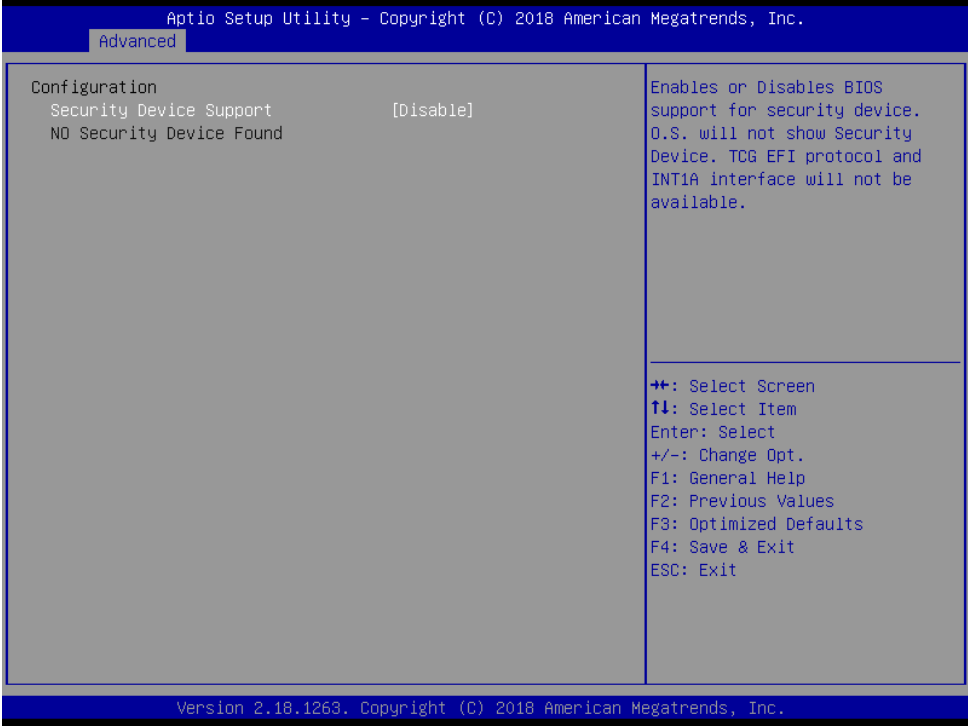 Aptio Setup Utility – Copyright (C) 2018 American Megatrends, Inc.
Advanced
Configuration
Security Device Support [Disable]
NO Security Device Found
Enables or Disables BIOS
support for security device.
O.S. will not show Security
Device. TCG EFI protocol and
INT1A interface will not be
available.
→←: Select Screen
↑↓: Select Item
Enter: Select
+/-: Change Opt.
F1: General Help
F2: Previous Values
F3: Optimized Defaults
F4: Save & Exit
ESC: Exit
Version 2.18.1263. Copyright (C) 2018 American Megatrends, Inc.